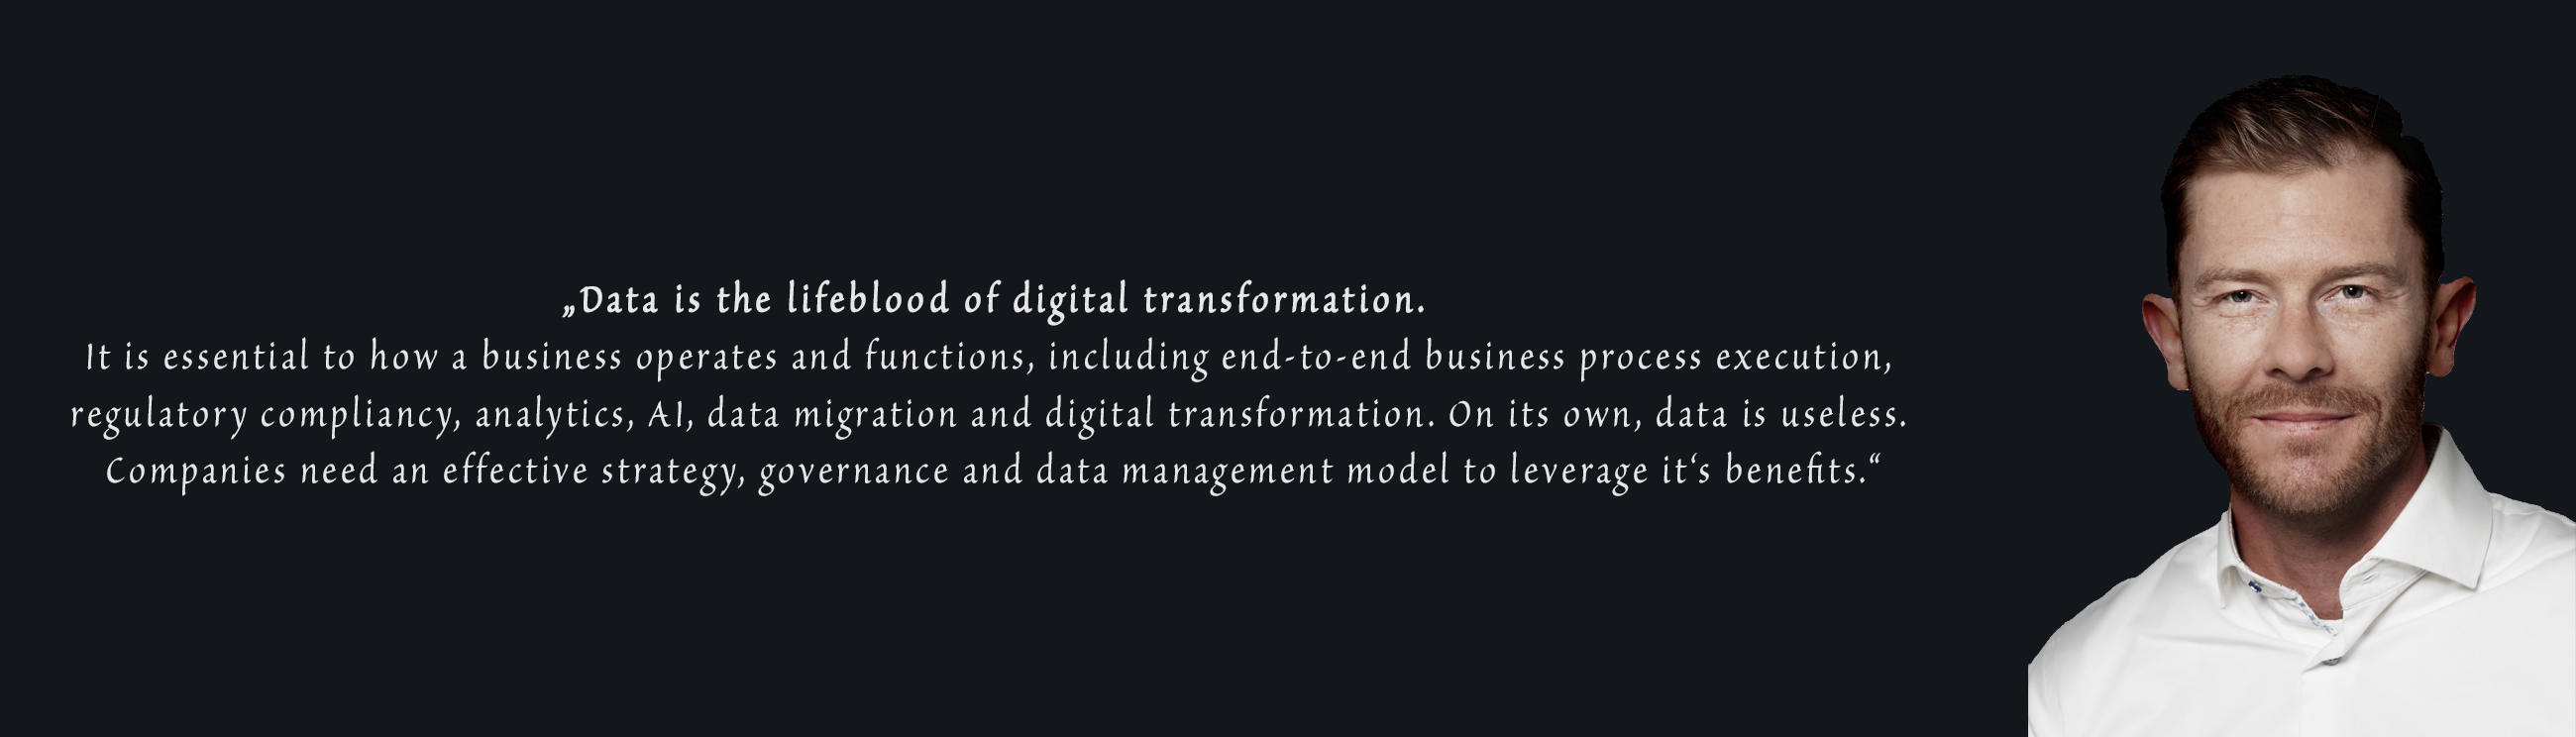 „Data is the lifeblood of digital transformation.
It is essential to how a business operates and functions, including end-to-end business process execution,
regulatory compliancy, analytics, AI, data migration and digital transformation. On its own, data is useless.
Companies need an effective strategy, governance and data management model to leverage it‘s benefits.“